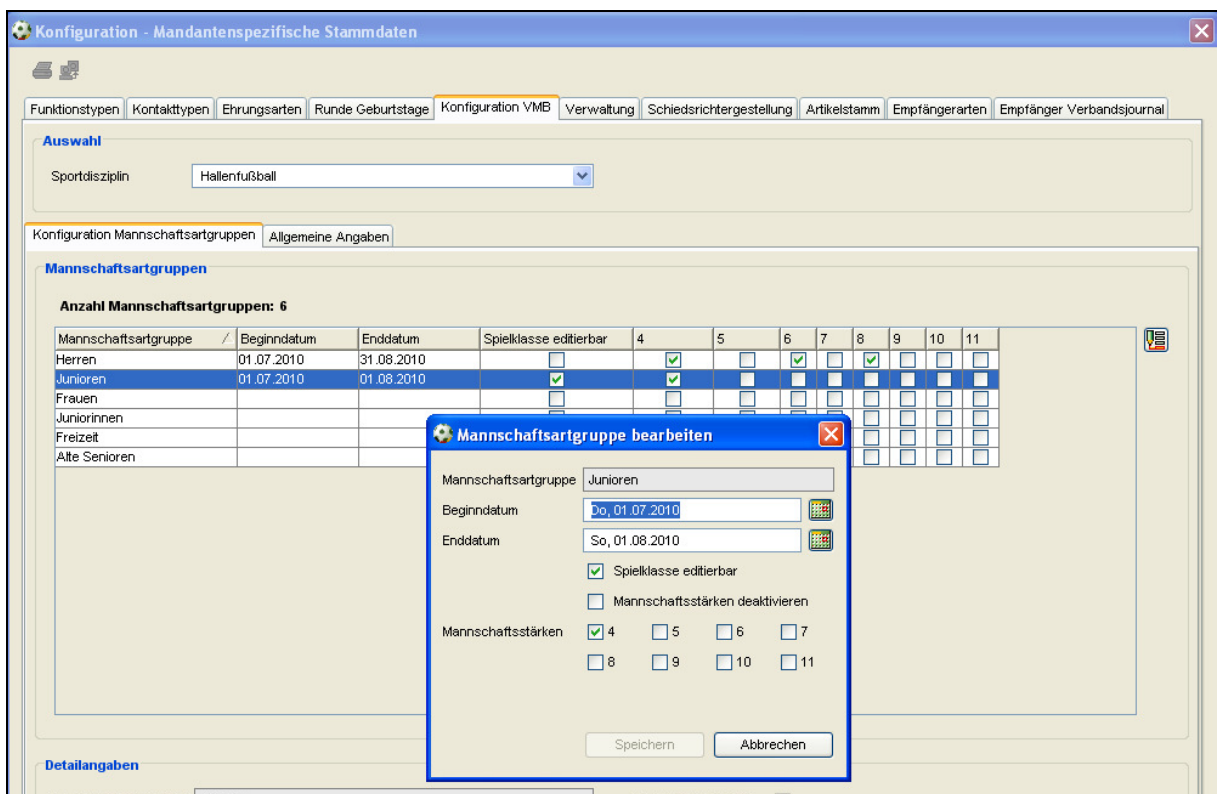 Konfiguration - Mandantenspezifische Stammdaten
Funktionstypen Kontakttypen Ehrungsarten Runde Geburtstage Konfiguration VMB Verwaltung Schiedsrichtergestellung Artikelstamm Empfängerarten Empfänger Verbandsjournal
Auswahl
Sportdisziplin Hallenfußball
Konfiguration Mannschaftsartgruppen Allgemeine Angaben
Mannschaftsartgruppen
Anzahl Mannschaftsartgruppen: 6
Mannschaftsartgruppe Beginndatum Enddatum Spielklasse editierbar 4 5 6 7 8 9 10 11
Herren 01.07.2010 31.08.2010
Junioren 01.07.2010 01.08.2010
Frauen
Juniorinnen
Freizeit
Alte Senioren
Mannschaftsartgruppe bearbeiten
Mannschaftsartgruppe Junioren
Beginndatum Do, 01.07.2010
Enddatum So, 01.08.2010
Spielklasse editierbar
Mannschaftsstärken deaktivieren
Mannschaftsstärken 4 5 6 7
8 9 10 11
Speichern Abbrechen
Detailangaben